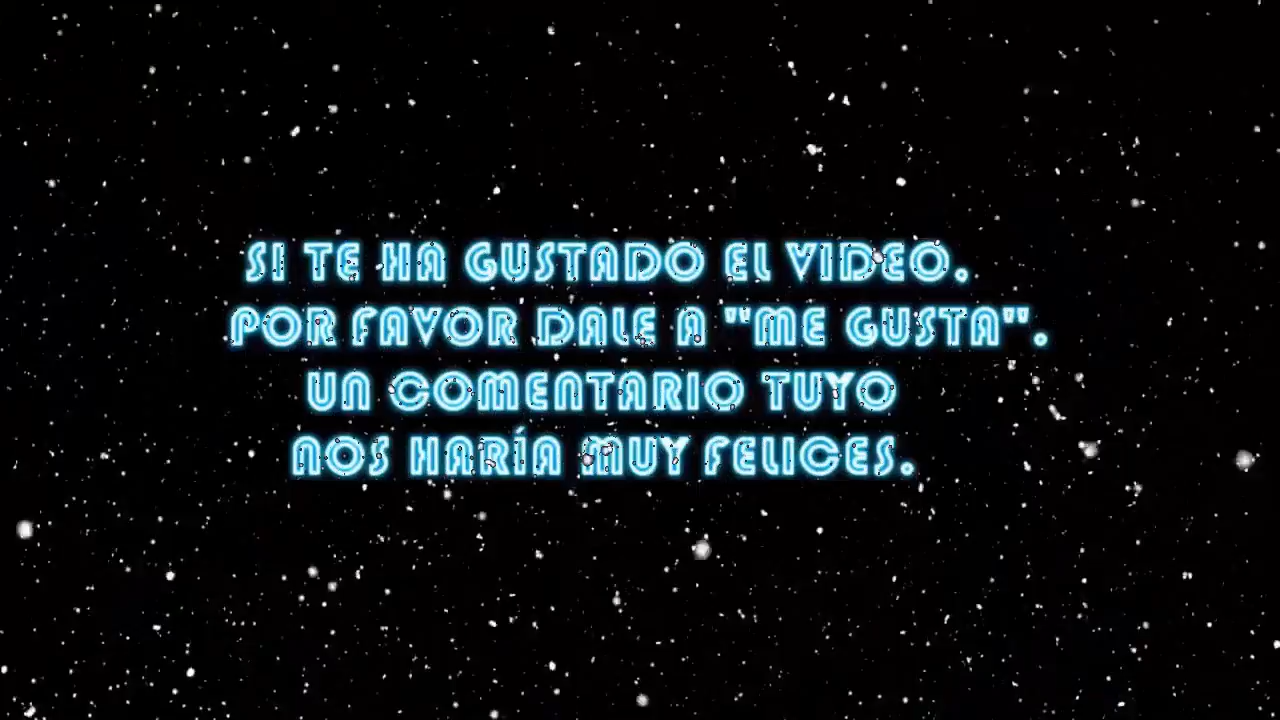 SI TE HA GUSTADO EL VIDEO.
POR FAVOR DALE A "ME GUSTA".
UN COMENTARIO TUYO
NOS HARÍA MUY FELICES.